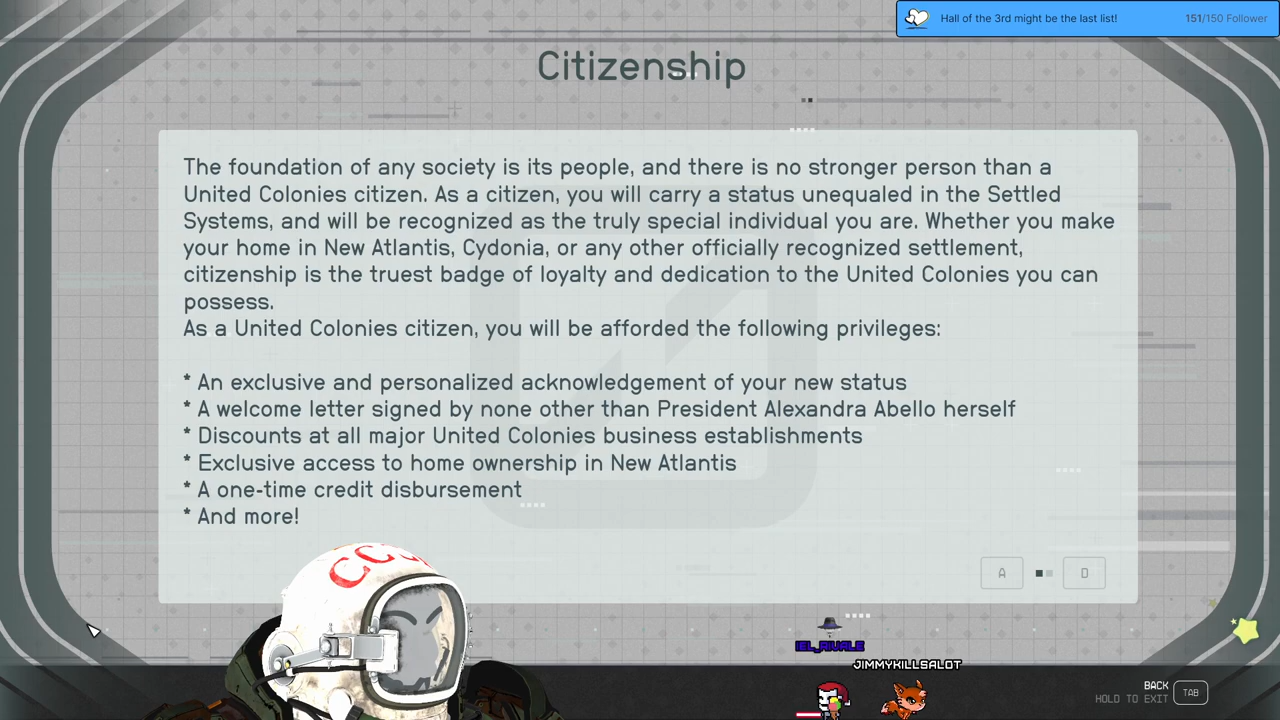 Hall of the 3rd might be the last list!
151/150 Follower
Citizenship
The foundation of any society is its people, and there is no stronger person than a
United Colonies citizen. As a citizen, you will carry a status unequaled in the Settled
Systems, and will be recognized as the truly special individual you are. Whether you make
your home in New Atlantis, Cydonia, or any other officially recognized settlement,
citizenship is the truest badge of loyalty and dedication to the United Colonies you can
possess.
As a United Colonies citizen, you will be afforded the following privileges:
* An exclusive and personalized acknowledgement of your new status
* A welcome letter signed by none other than President Alexandra Abello herself
* Discounts at all major United Colonies business establishments
* Exclusive access to home ownership in New Atlantis
* A one-time credit disbursement
* And more!
A
D
JIMMYKILLSALOT
BACK
HOLD TO EXIT
TAB